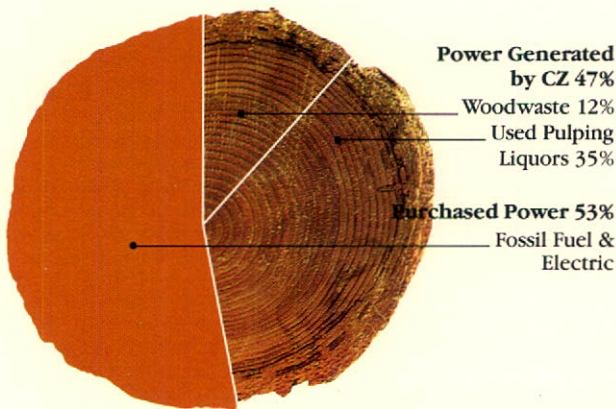 Power Generated
by CZ 47%
Woodwaste 12%
Used Pulping
Liquors 35%
Purchased Power 53%
Fossil Fuel &
Electric